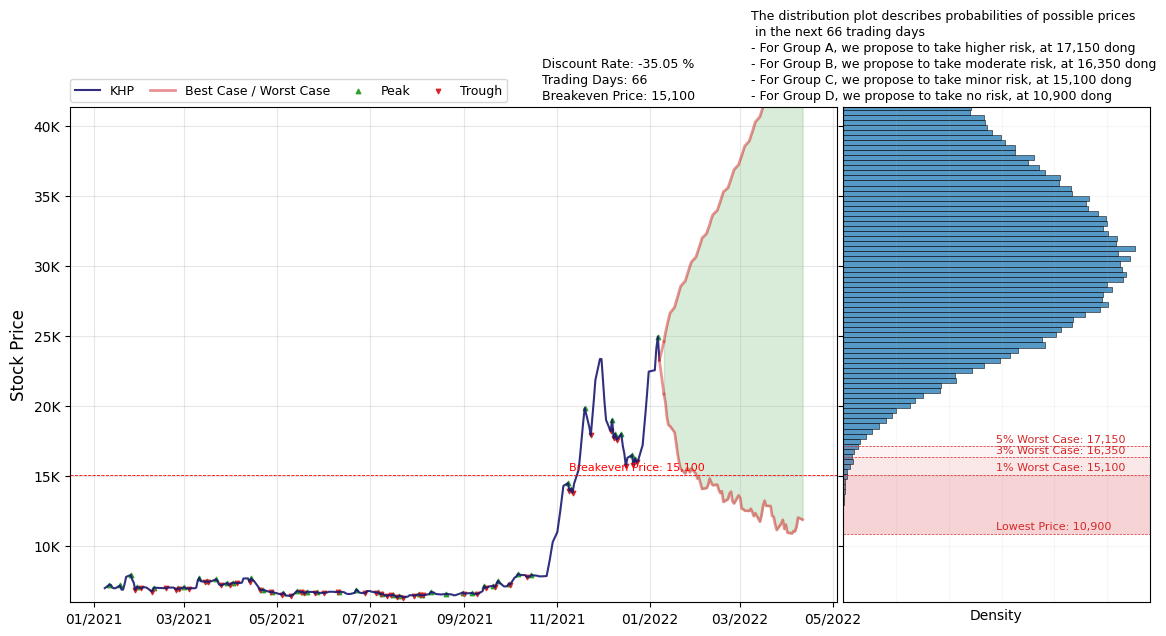 The distribution plot describes probabilities of possible prices
in the next 66 trading days
- For Group A, we propose to take higher risk, at 17,150 dong
- For Group B, we propose to take moderate risk, at 16,350 dong
- For Group C, we propose to take minor risk, at 15,100 dong
- For Group D, we propose to take no risk, at 10,900 dong
Discount Rate: -35.05 %
Trading Days: 66
Breakeven Price: 15,100
KHP
Best Case / Worst Case
Peak
Trough
Stock Price
40K
35K
30K
25K
20K
15K
10K
Breakeven Price: 15,100
5% Worst Case: 17,150
3% Worst Case: 16,350
1% Worst Case: 15,100
Lowest Price: 10,900
01/2021
03/2021
05/2021
07/2021
09/2021
11/2021
01/2022
03/2022
05/2022
Density